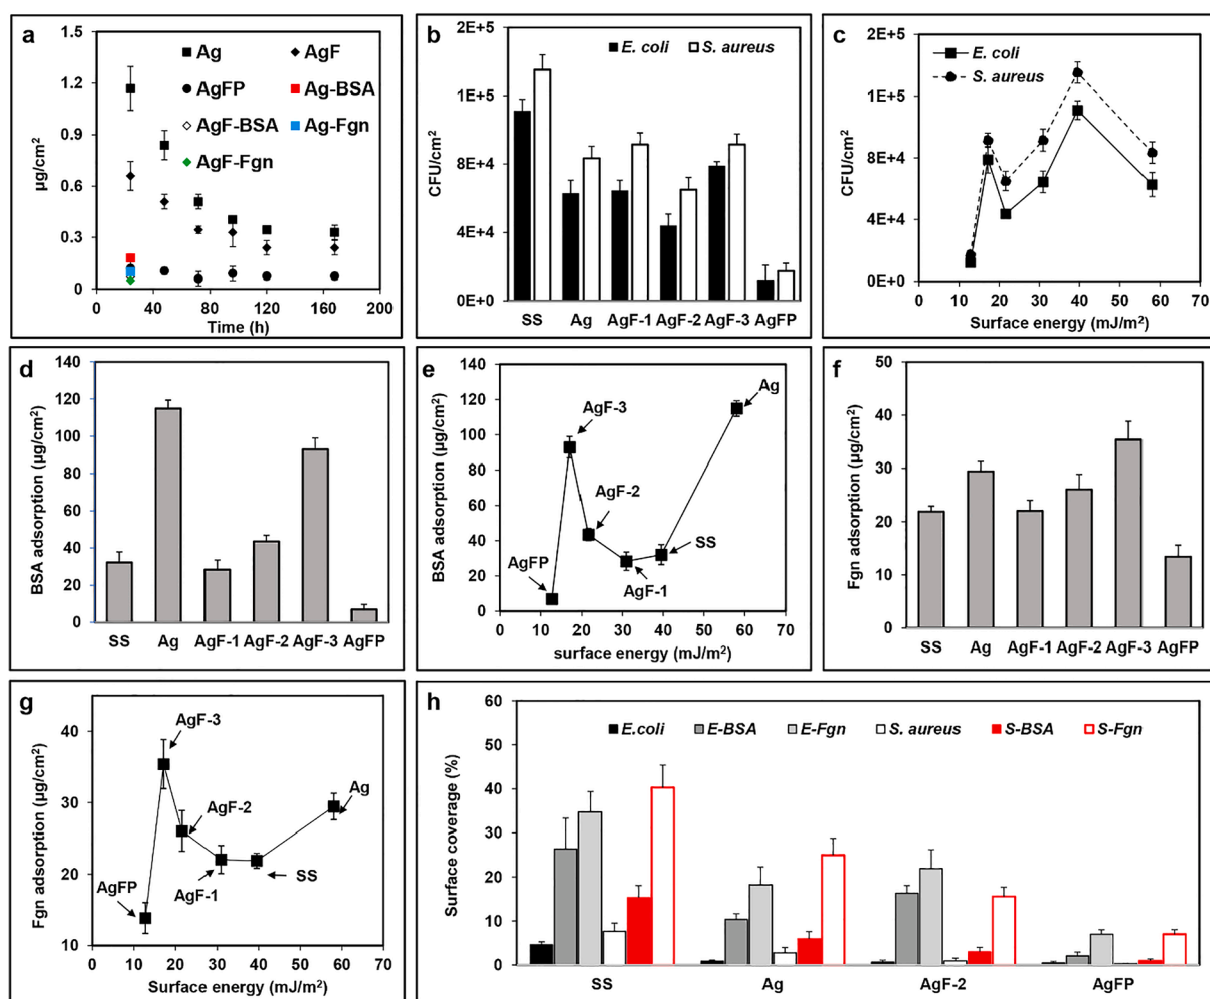 a
1.5
1.2
0.9
0.6
0.3
0
µg/cm²
Ag
AgF
AgFP
Ag-BSA
AgF-BSA
Ag-Fgn
AgF-Fgn
0 40 80 120 160 200
Time (h)
b
2E+5
1E+5
8E+4
4E+4
0E+0
CFU/cm²
E. coli
S. aureus
SS Ag AgF-1 AgF-2 AgF-3 AgFP
c
2E+5
1E+5
8E+4
4E+4
0E+0
CFU/cm²
E. coli
S. aureus
0 10 20 30 40 50 60 70
Surface energy (mJ/m²)
d
140
120
100
80
60
40
20
0
BSA adsorption (µg/cm²)
SS Ag AgF-1 AgF-2 AgF-3 AgFP
e
140
120
100
80
60
40
20
0
BSA adsorption (µg/cm²)
Ag
AgF-3
AgF-2
AgFP
SS
AgF-1
0 10 20 30 40 50 60 70
surface energy (mJ/m²)
f
50
40
30
20
10
0
Fgn adsorption (µg/cm²)
SS Ag AgF-1 AgF-2 AgF-3 AgFP
g
40
30
20
10
Fgn adsorption (µg/cm²)
AgF-3
Ag
AgF-2
AgFP
AgF-1
SS
0 10 20 30 40 50 60 70
Surface energy (mJ/m²)
h
60
50
40
30
20
10
0
Surface coverage (%)
E.coli
E-BSA
E-Fgn
S. aureus
S-BSA
S-Fgn
SS Ag AgF-2 AgFP